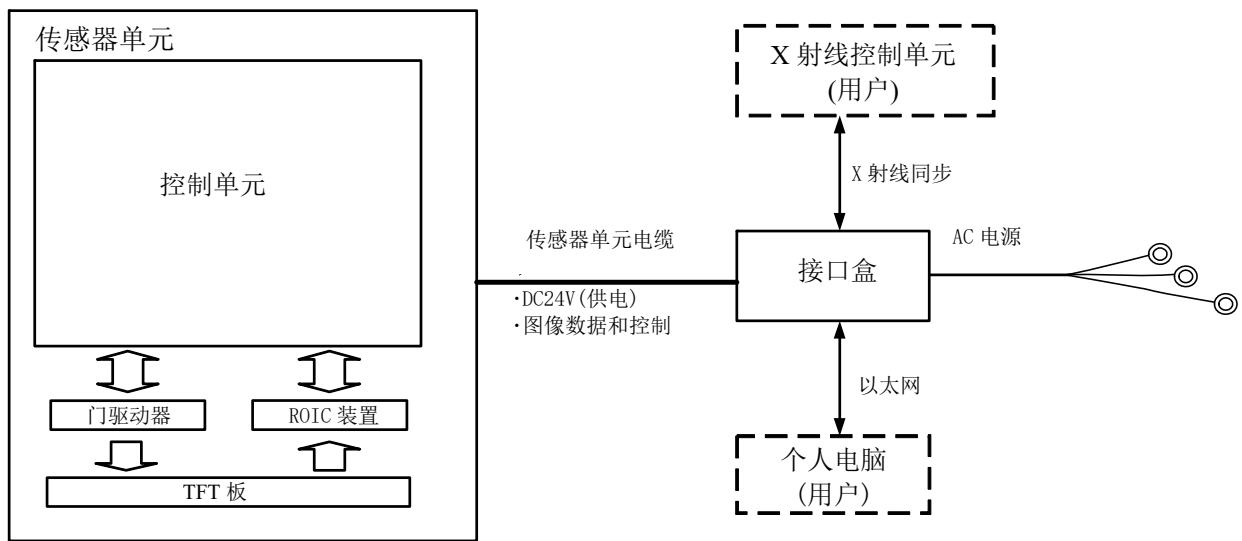 传感器单元
控制单元
门驱动器
ROIC 装置
TFT 板
传感器单元电缆
·DC24V(供电)
·图像数据和控制
X 射线控制单元
(用户)
X 射线同步
接口盒
AC 电源
以太网
个人电脑
(用户)